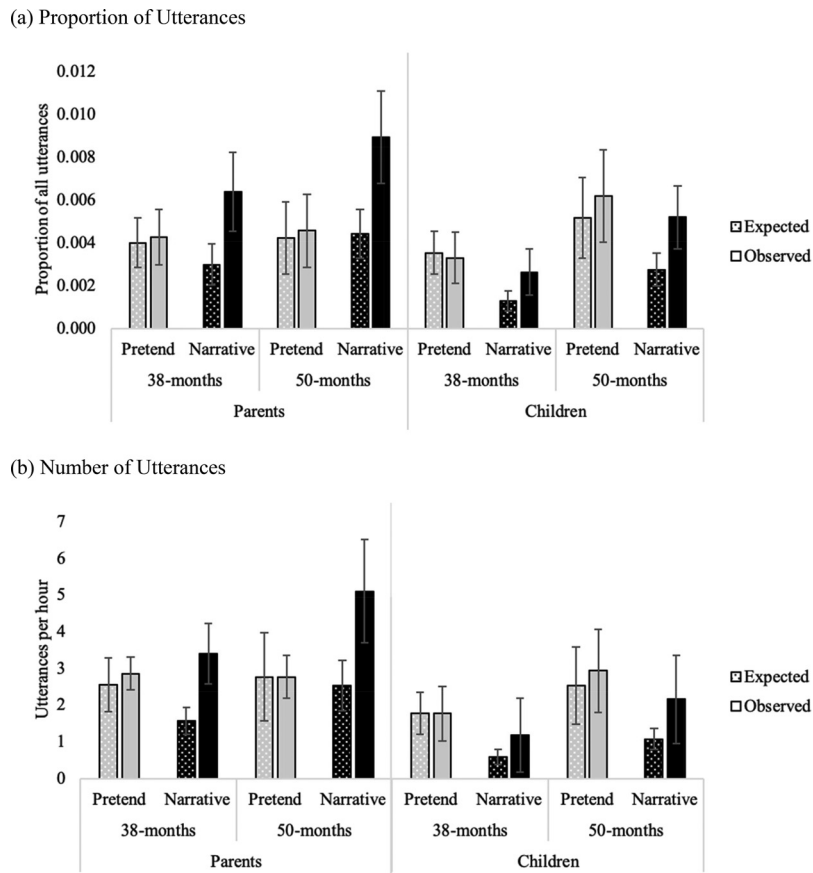 (a) Proportion of Utterances
Proportion of all utterances
0.012
0.010
0.008
0.006
0.004
0.002
0.000
Pretend Narrative Pretend Narrative Pretend Narrative Pretend Narrative
38-months 50-months 38-months 50-months
Parents Children
Expected
Observed
(b) Number of Utterances
Utterances per hour
7
6
5
4
3
2
1
0
Pretend Narrative Pretend Narrative Pretend Narrative Pretend Narrative
38-months 50-months 38-months 50-months
Parents Children
Expected
Observed